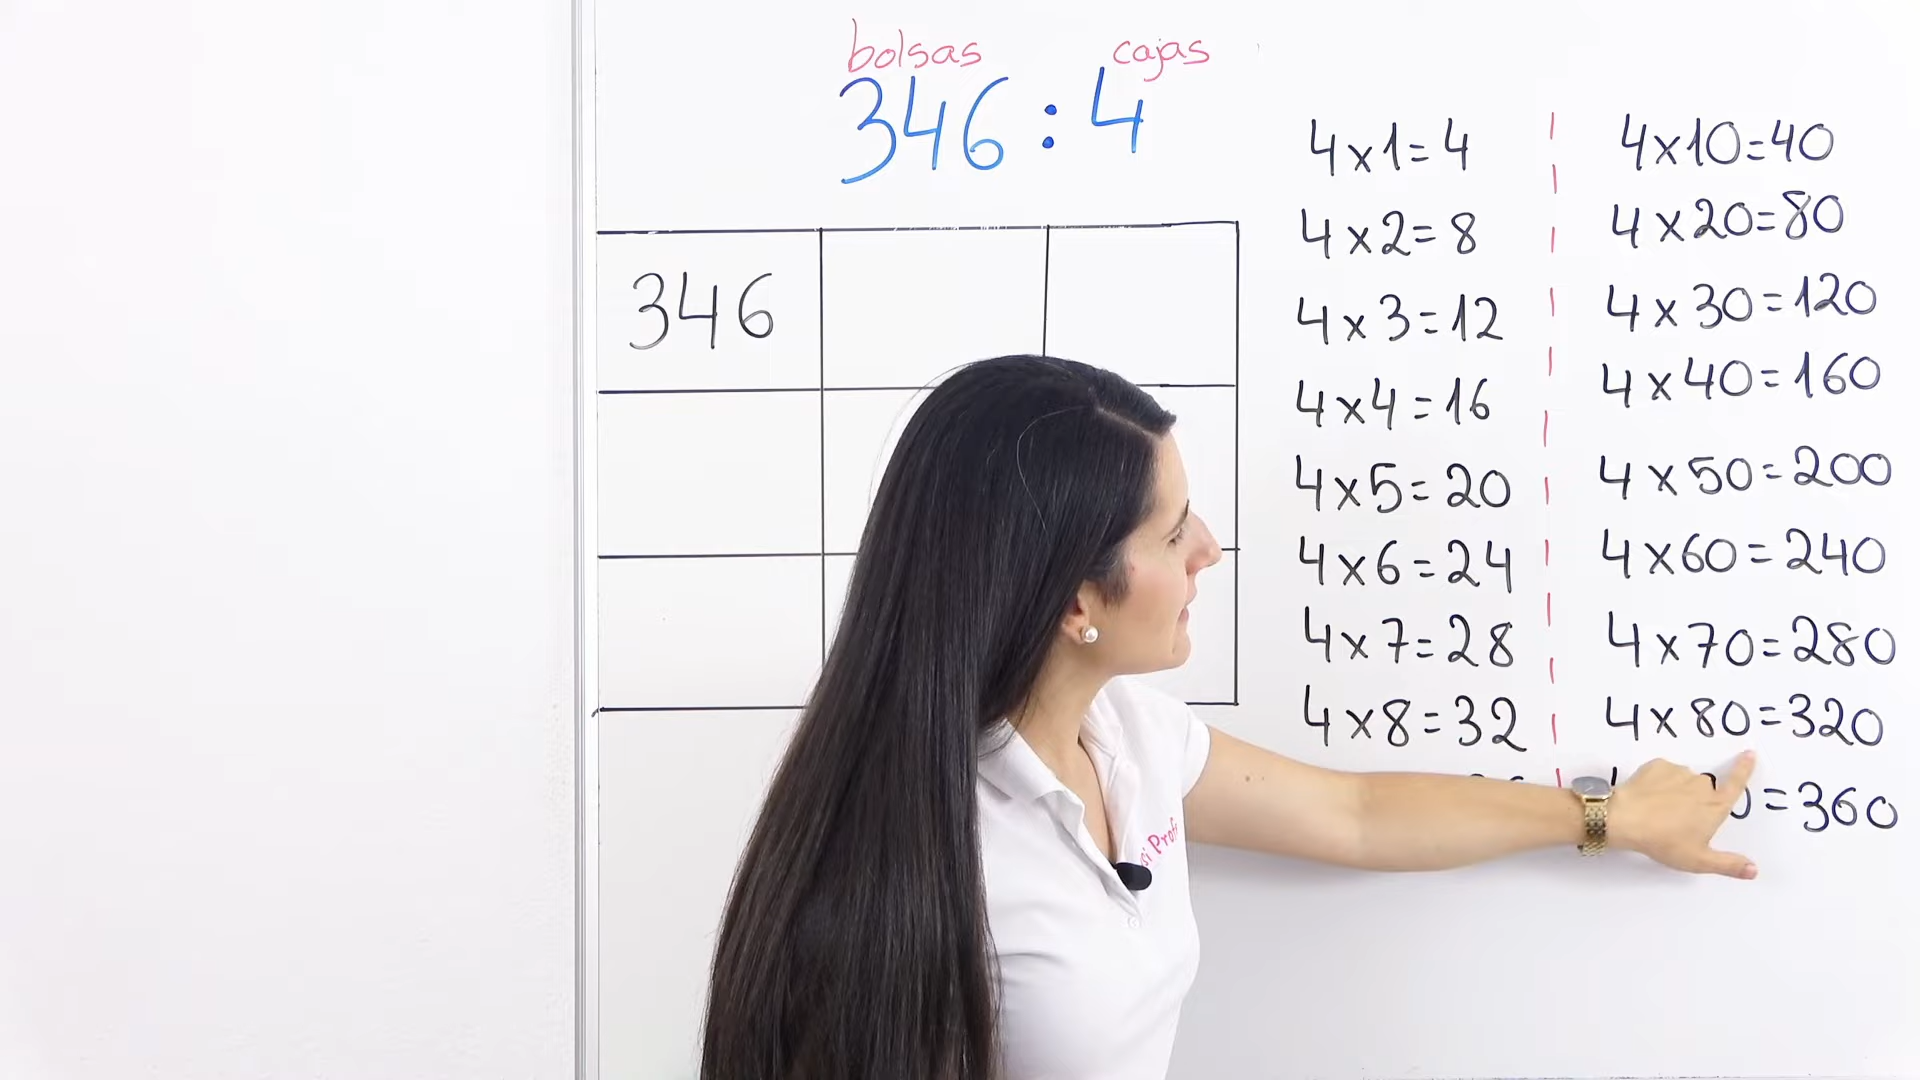 bolsas cajas
346 : 4
346
4x1=4
4x2=8
4x3=12
4x4=16
4x5=20
4x6=24
4x7=28
4x8=32
4x10=40
4x20=80
4x30=120
4x40=160
4x50=200
4x60=240
4x70=280
4x80=320
=360